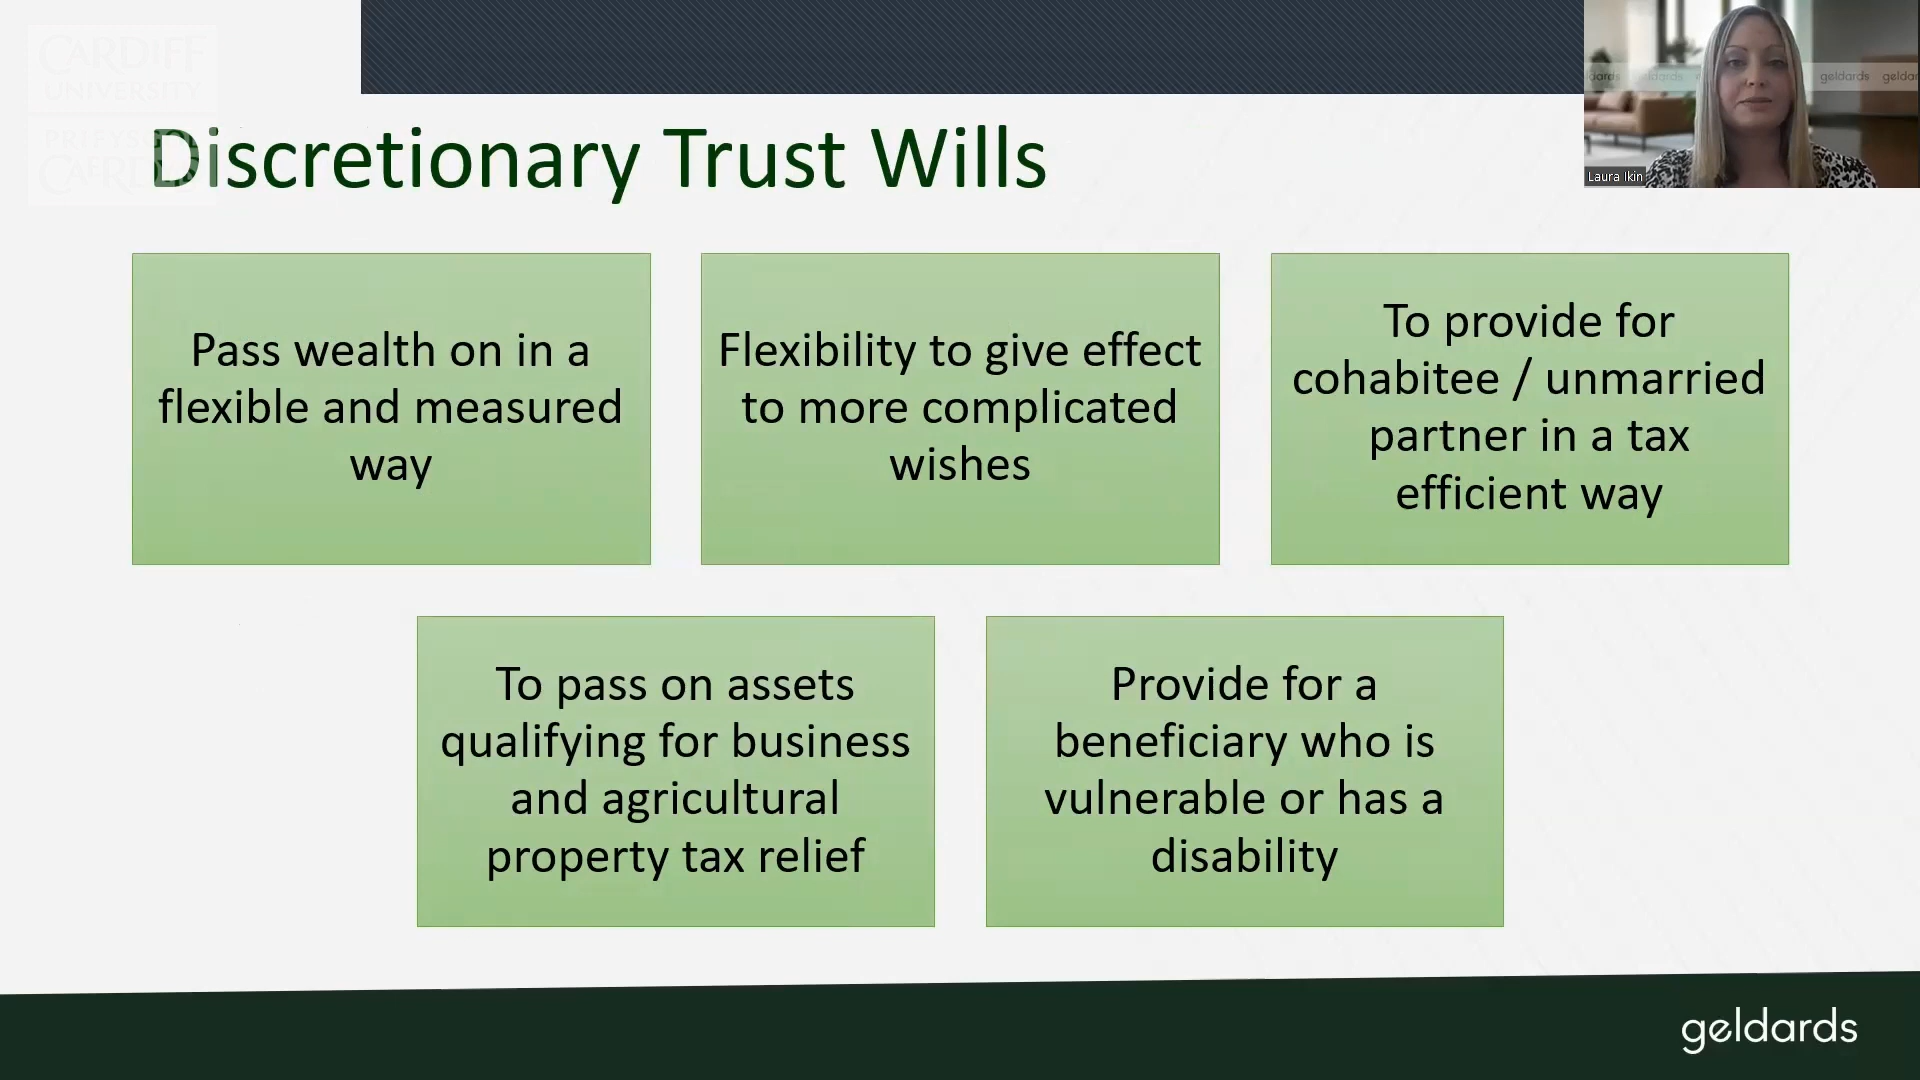 CARDIFF
UNIVERSITY
PRIFYSGOL
CAERDYDD
Discretionary Trust Wills
geldards
geldards
Laura Ikin
Pass wealth on in a
flexible and measured
way
Flexibility to give effect
to more complicated
wishes
To provide for
cohabitee / unmarried
partner in a tax
efficient way
To pass on assets
qualifying for business
and agricultural
property tax relief
Provide for a
beneficiary who is
vulnerable or has a
disability
geldards